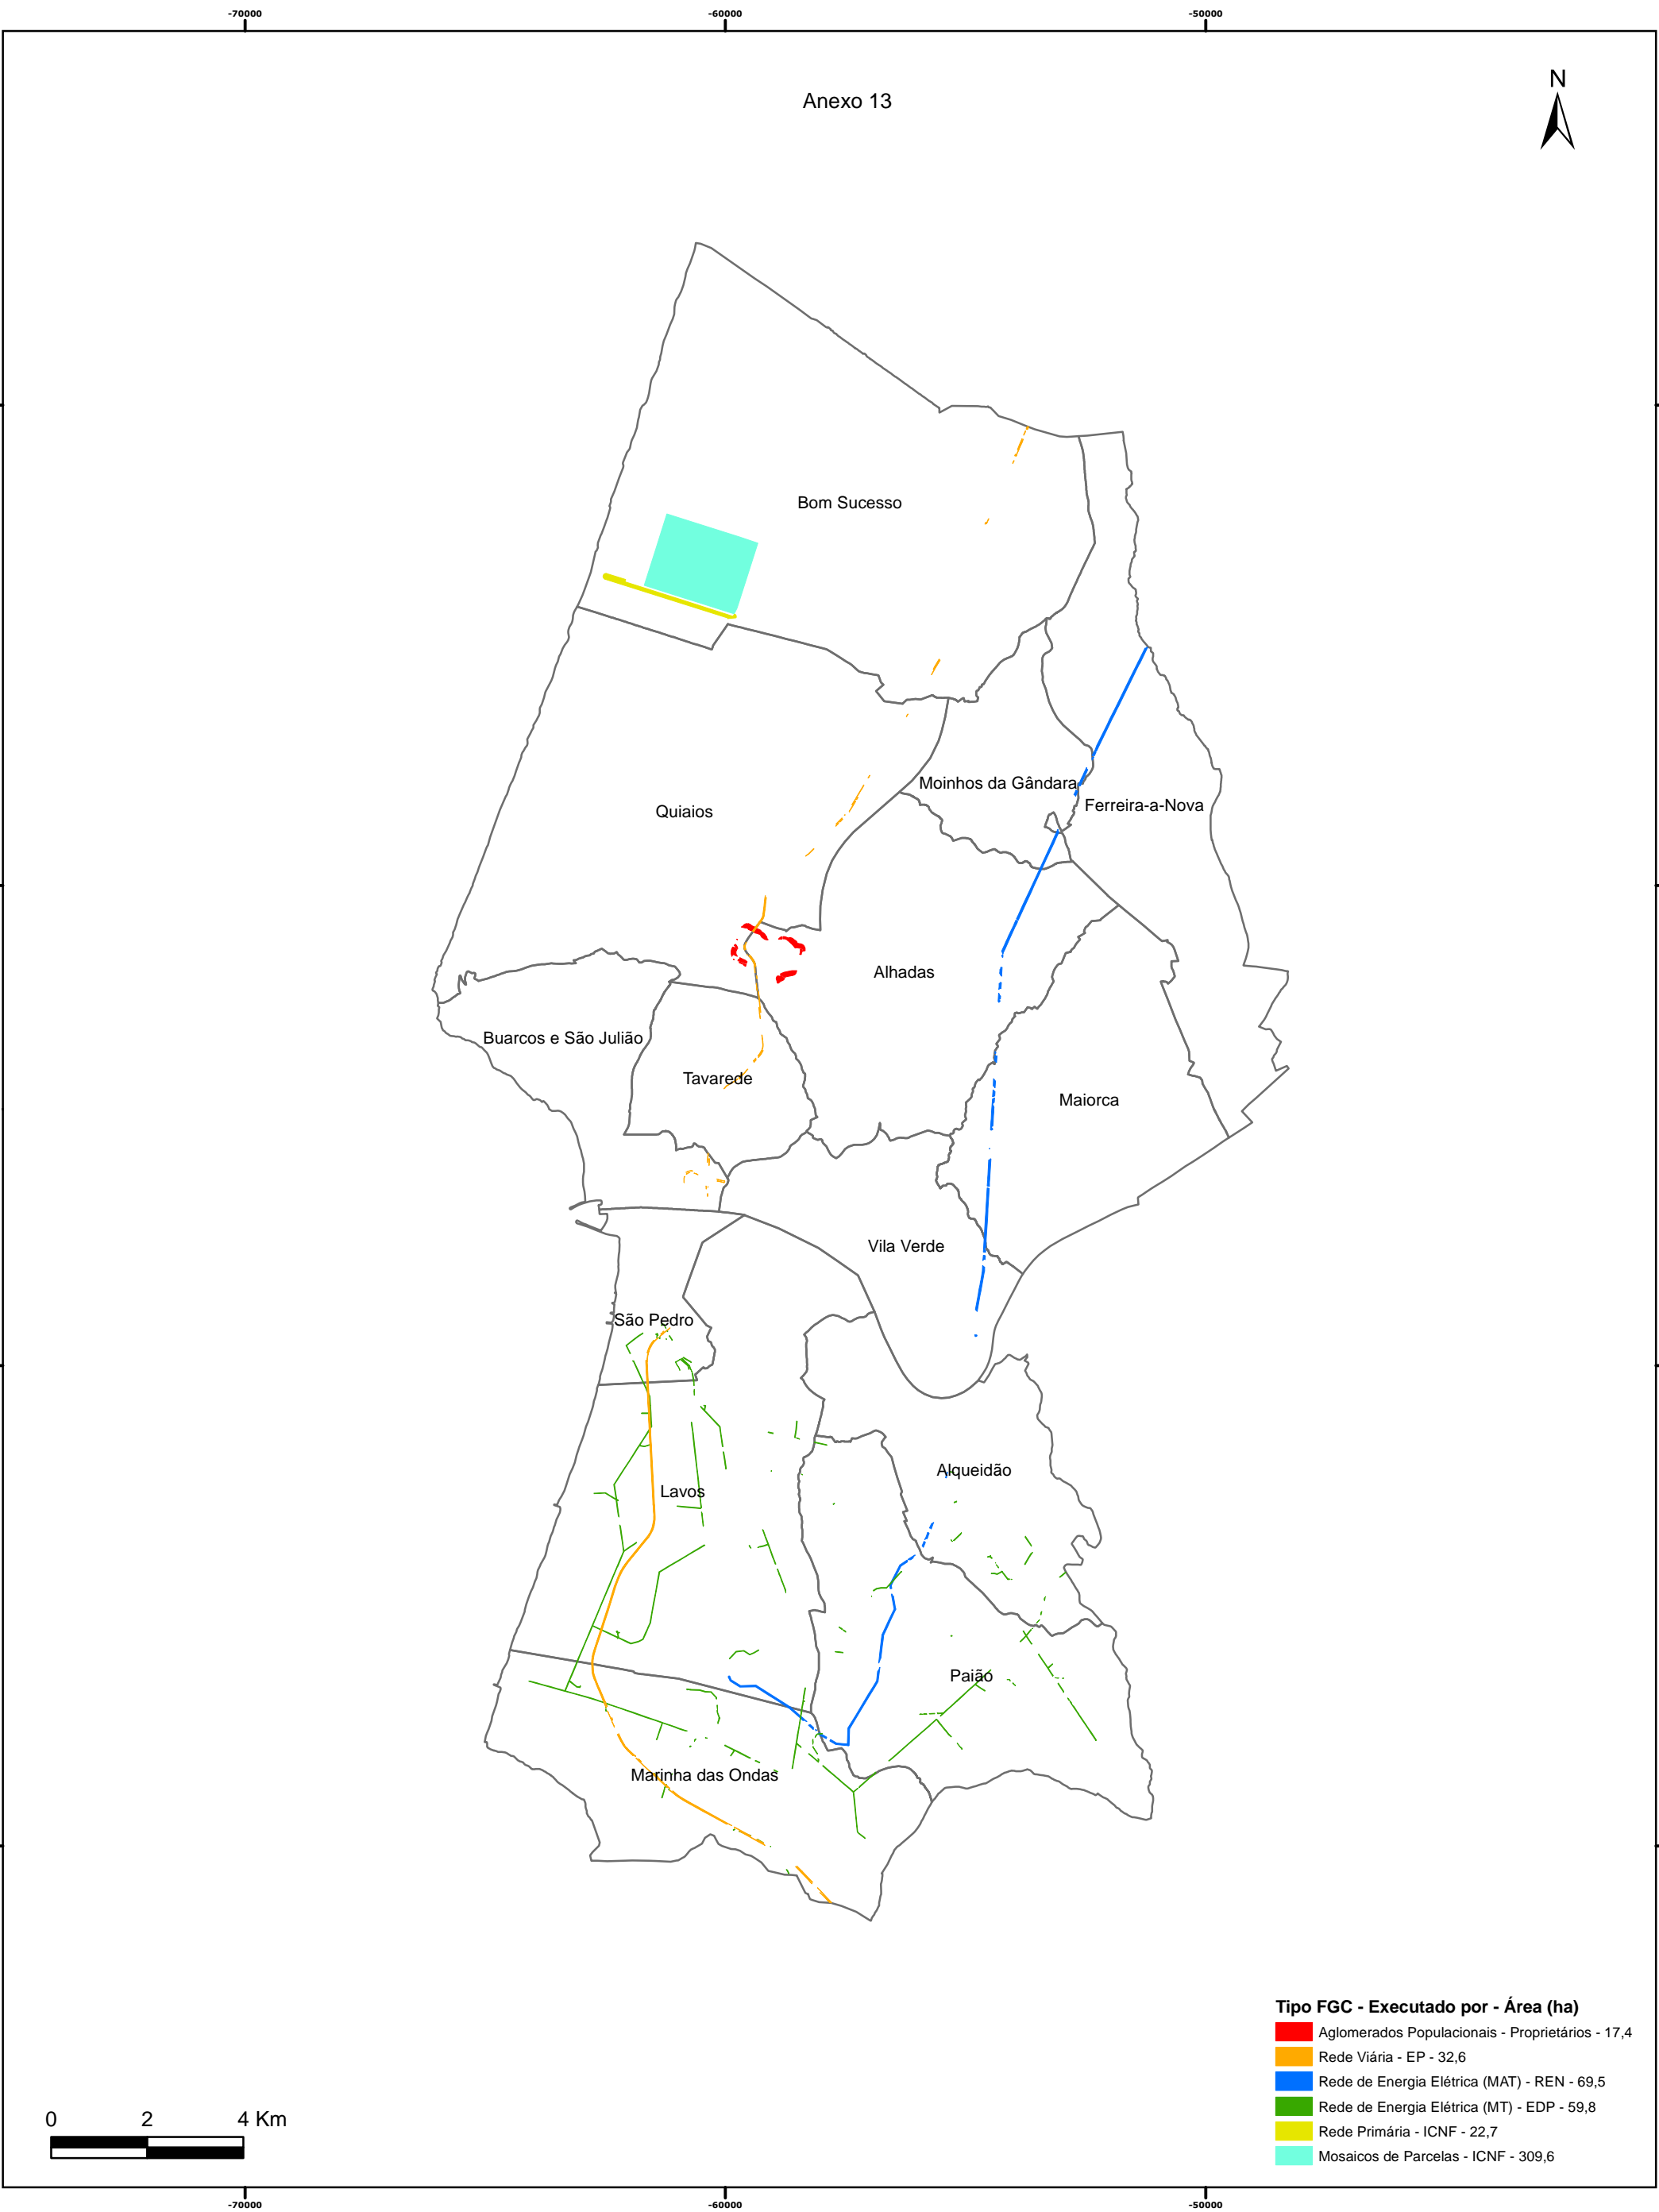 -70000 -60000 -50000
Anexo 13
N
Bom Sucesso
Moinhos da Gândara
Ferreira-a-Nova
Quiaios
Alhadas
Buarcos e São Julião
Tavarede
Maiorca
Vila Verde
São Pedro
Alqueidão
Lavos
Paião
Marinha das Ondas
Tipo FGC - Executado por - Área (ha)
Aglomerados Populacionais - Proprietários - 17,4
Rede Viária - EP - 32,6
Rede de Energia Elétrica (MAT) - REN - 69,5
Rede de Energia Elétrica (MT) - EDP - 59,8
Rede Primária - ICNF - 22,7
Mosaicos de Parcelas - ICNF - 309,6
0 2 4 Km
-70000 -60000 -50000